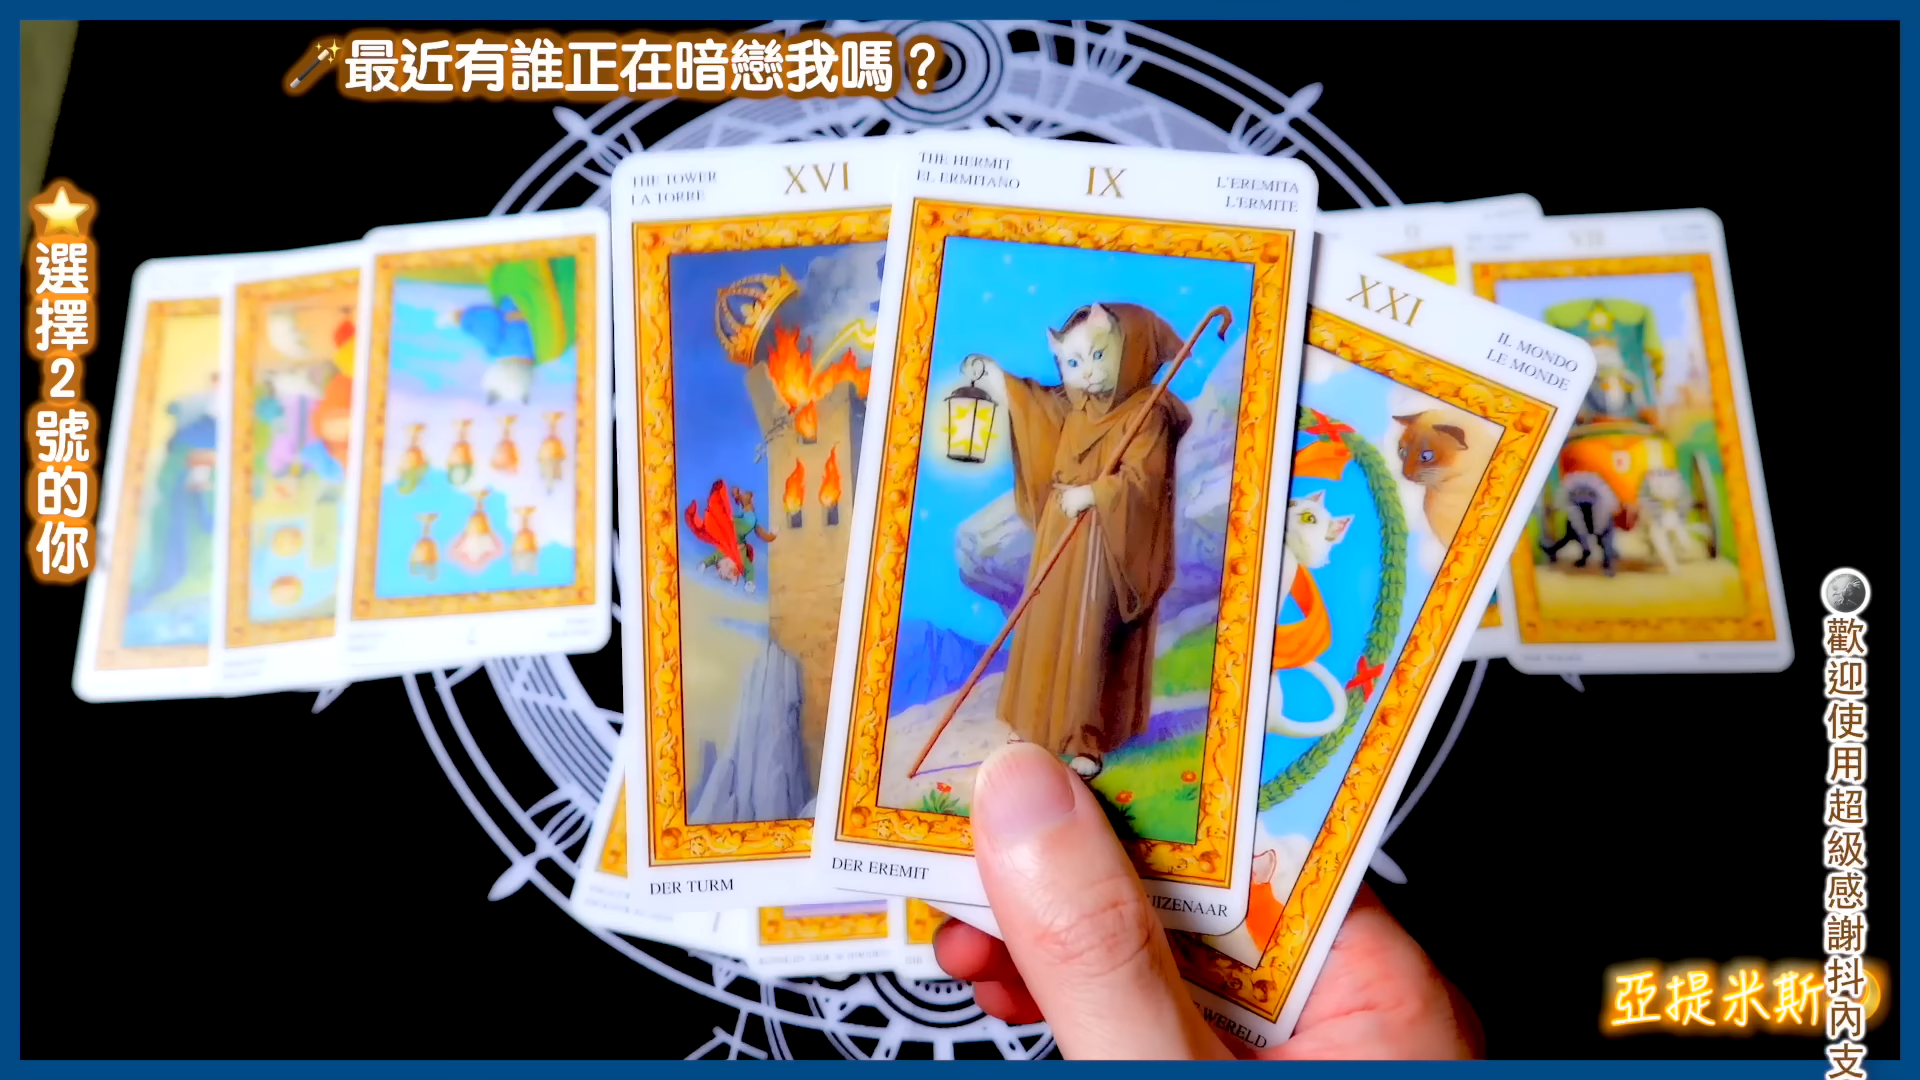 🪄最近有誰正在暗戀我嗎？
⭐選擇2號的你
THE TOWER
LA TORRE
XVI
DER TURM
THE HERMIT
EL ERMITAÑO
IX
L'EREMITA
L'ERMITE
DER EREMIT
UIZENAAR
XXI
IL MONDO
LE MONDE
WERELD
VII
歡迎使用超級感謝抖內支
亞提米斯